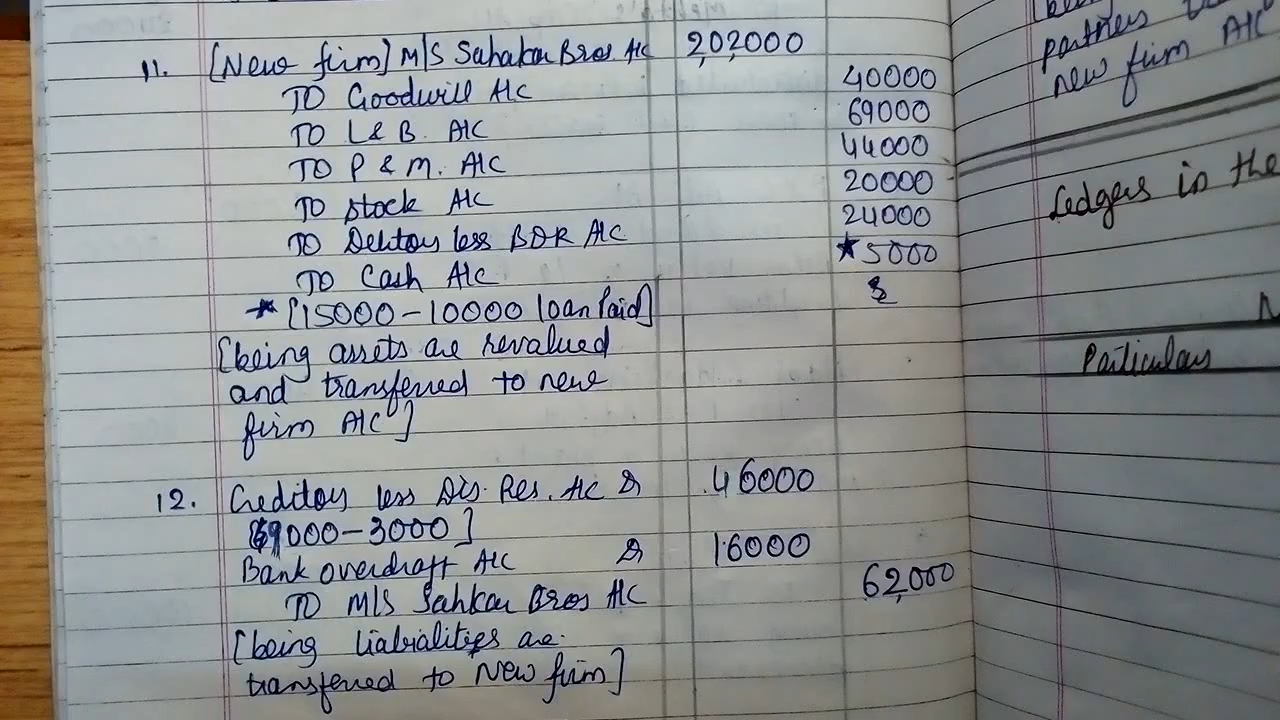 11. [New firm] M/S Sahakar Bros A/c 2,02,000
TO Goodwill A/C 40000
TO L & B. A/C 69000
TO P & M. A/C 44000
TO Stock A/C 20000
TO Debtors less BDR A/C 24000
TO Cash A/C ★5000
★ [15000-10000 loan Paid]
[being assets are revalued
and transferred to new
firm A/C]
12. Creditors less Dis. Res. A/c Dr 46000
[49000-3000]
Bank overdraft A/C Dr 16000
TO M/S Sahkar Bros A/C 62,000
[being liabialities are
transferred to New firm]
partners
new firm A/C
Ledgers in the
Particulars